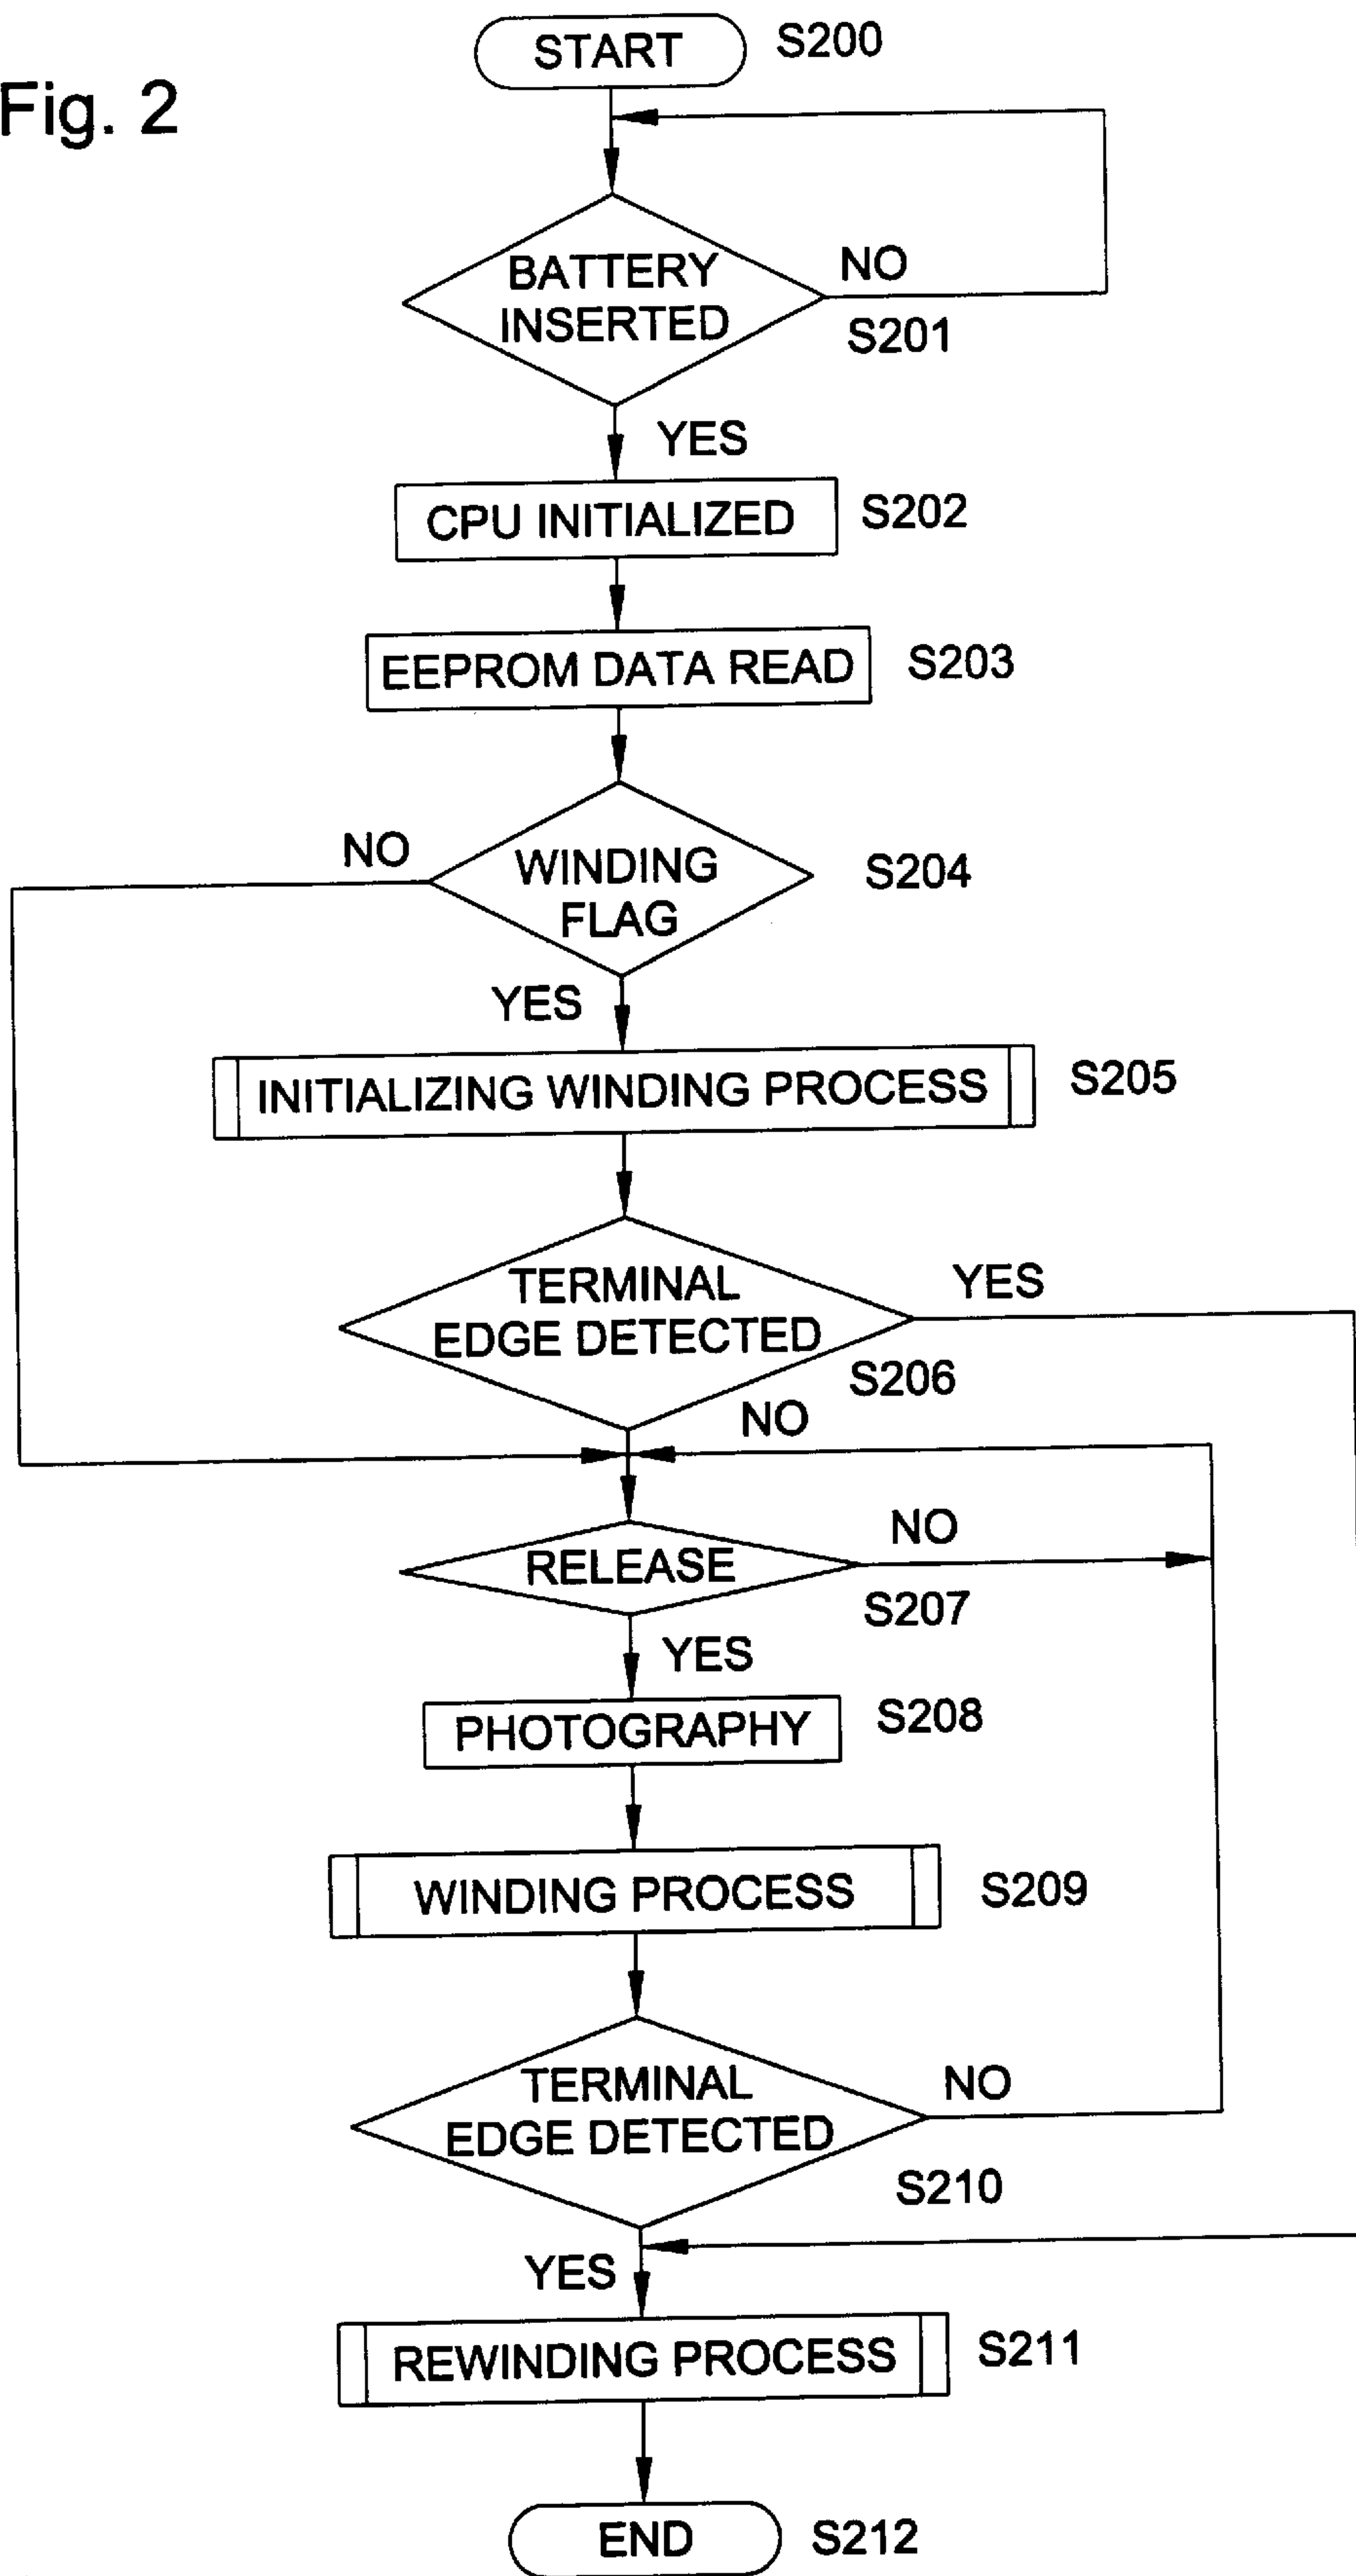 START S200
Fig. 2
BATTERY
INSERTED
NO
S201
YES
CPU INITIALIZED S202
EEPROM DATA READ S203
NO
WINDING
FLAG
S204
YES
INITIALIZING WINDING PROCESS S205
TERMINAL
EDGE DETECTED
YES
S206
NO
RELEASE
NO
S207
YES
PHOTOGRAPHY S208
WINDING PROCESS S209
TERMINAL
EDGE DETECTED
NO
S210
YES
REWINDING PROCESS S211
END S212